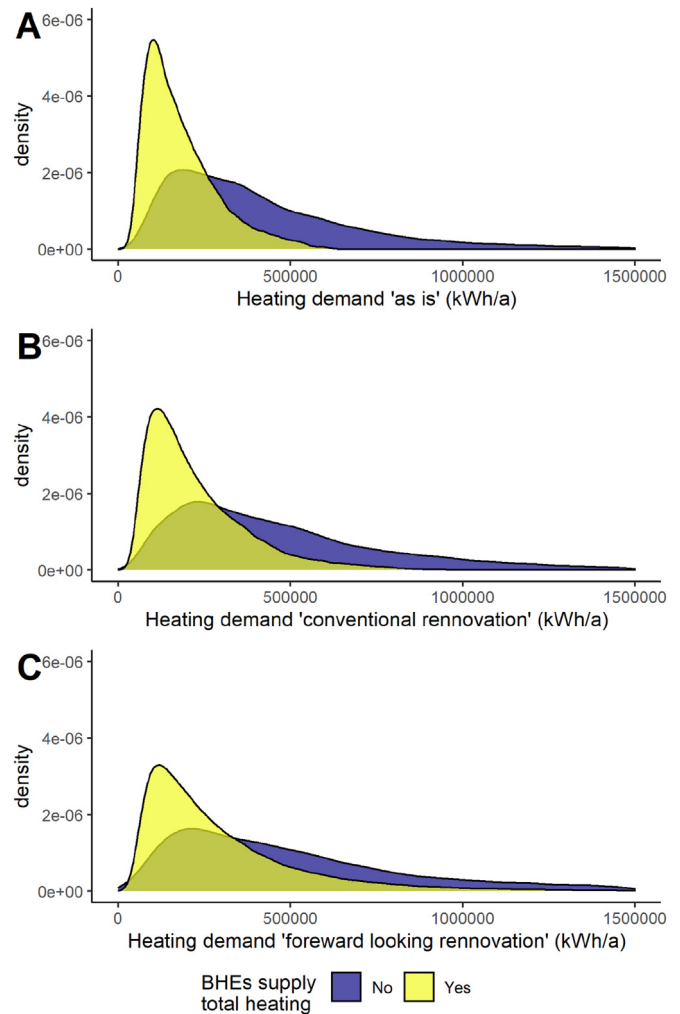 A
6e-06
4e-06
2e-06
0e+00
density
0 500000 1000000 1500000
Heating demand 'as is' (kWh/a)
B
6e-06
4e-06
2e-06
0e+00
density
0 500000 1000000 1500000
Heating demand 'conventional rennovation' (kWh/a)
C
6e-06
4e-06
2e-06
0e+00
density
0 500000 1000000 1500000
Heating demand 'foreward looking rennovation' (kWh/a)
BHEs supply
total heating
No Yes